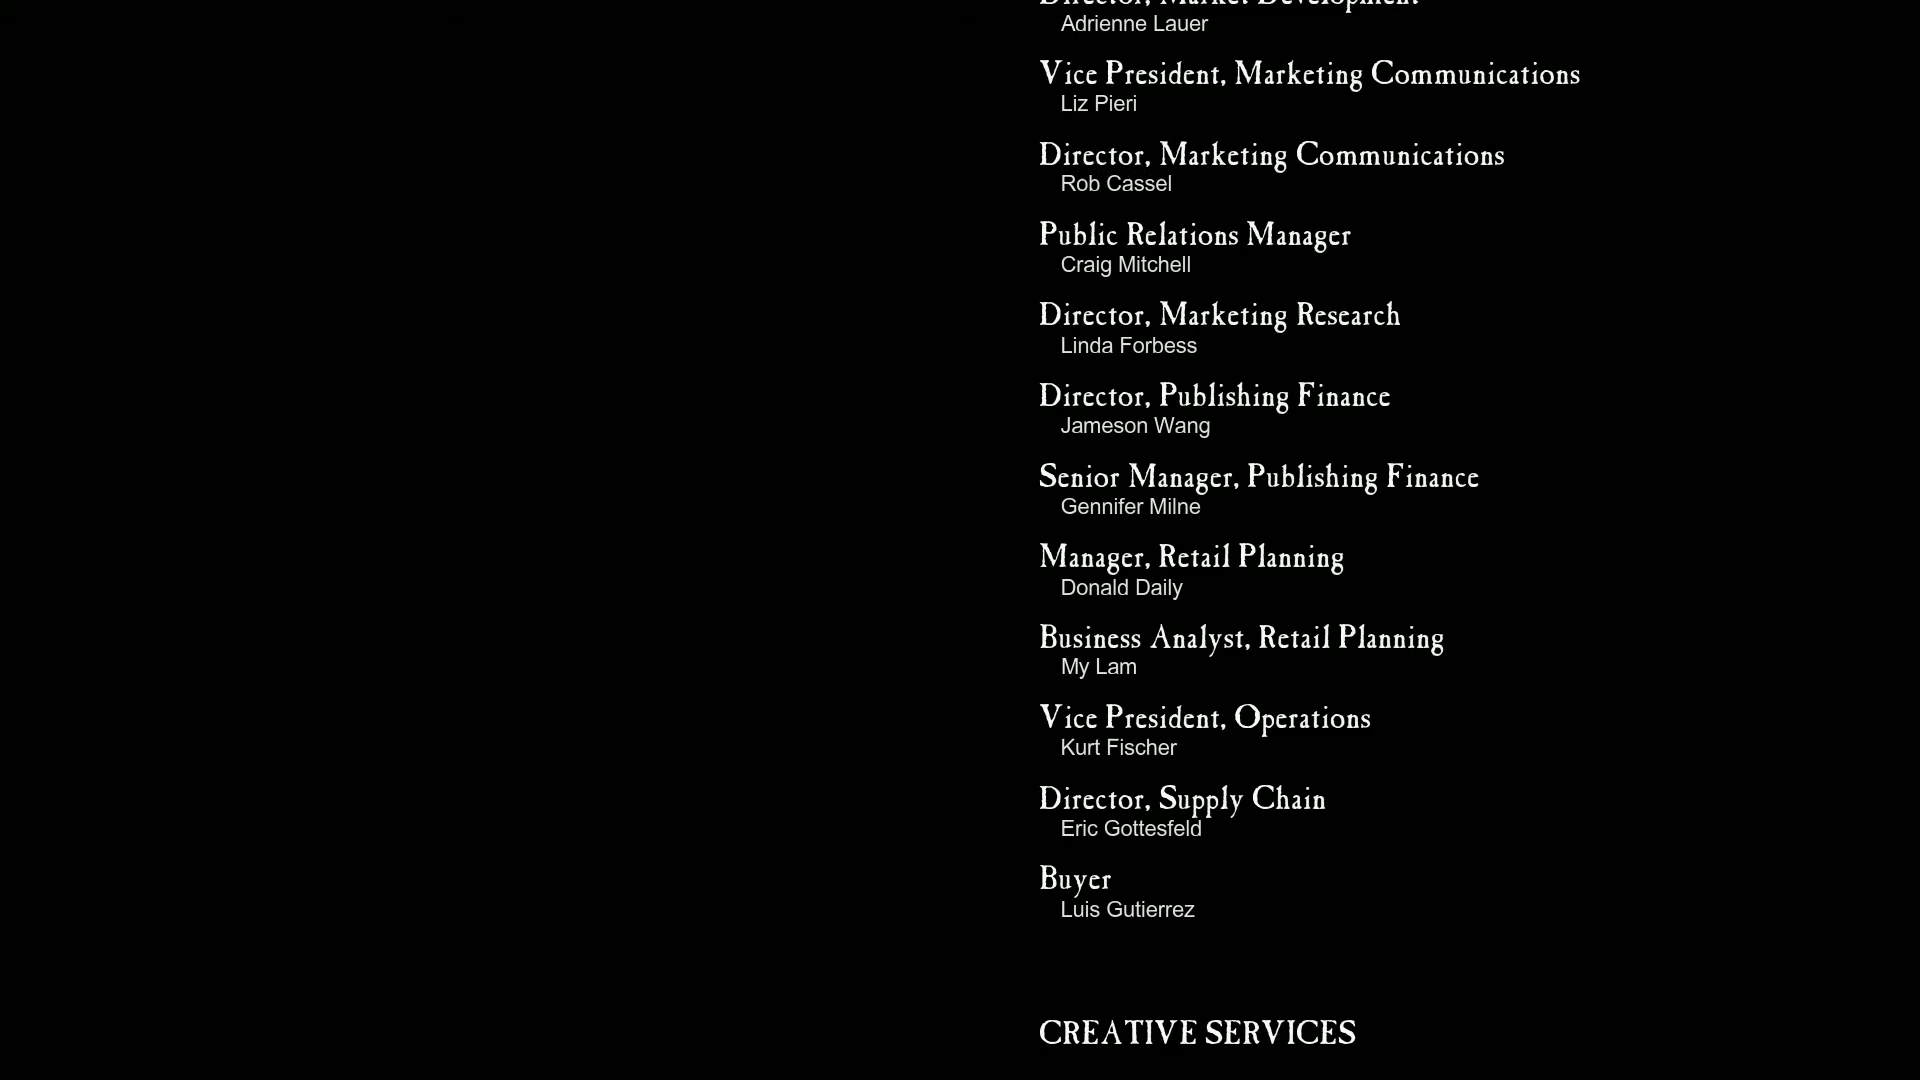 Director, Market Development
Adrienne Lauer
Vice President, Marketing Communications
Liz Pieri
Director, Marketing Communications
Rob Cassel
Public Relations Manager
Craig Mitchell
Director, Marketing Research
Linda Forbess
Director, Publishing Finance
Jameson Wang
Senior Manager, Publishing Finance
Gennifer Milne
Manager, Retail Planning
Donald Daily
Business Analyst, Retail Planning
My Lam
Vice President, Operations
Kurt Fischer
Director, Supply Chain
Eric Gottesfeld
Buyer
Luis Gutierrez
CREATIVE SERVICES